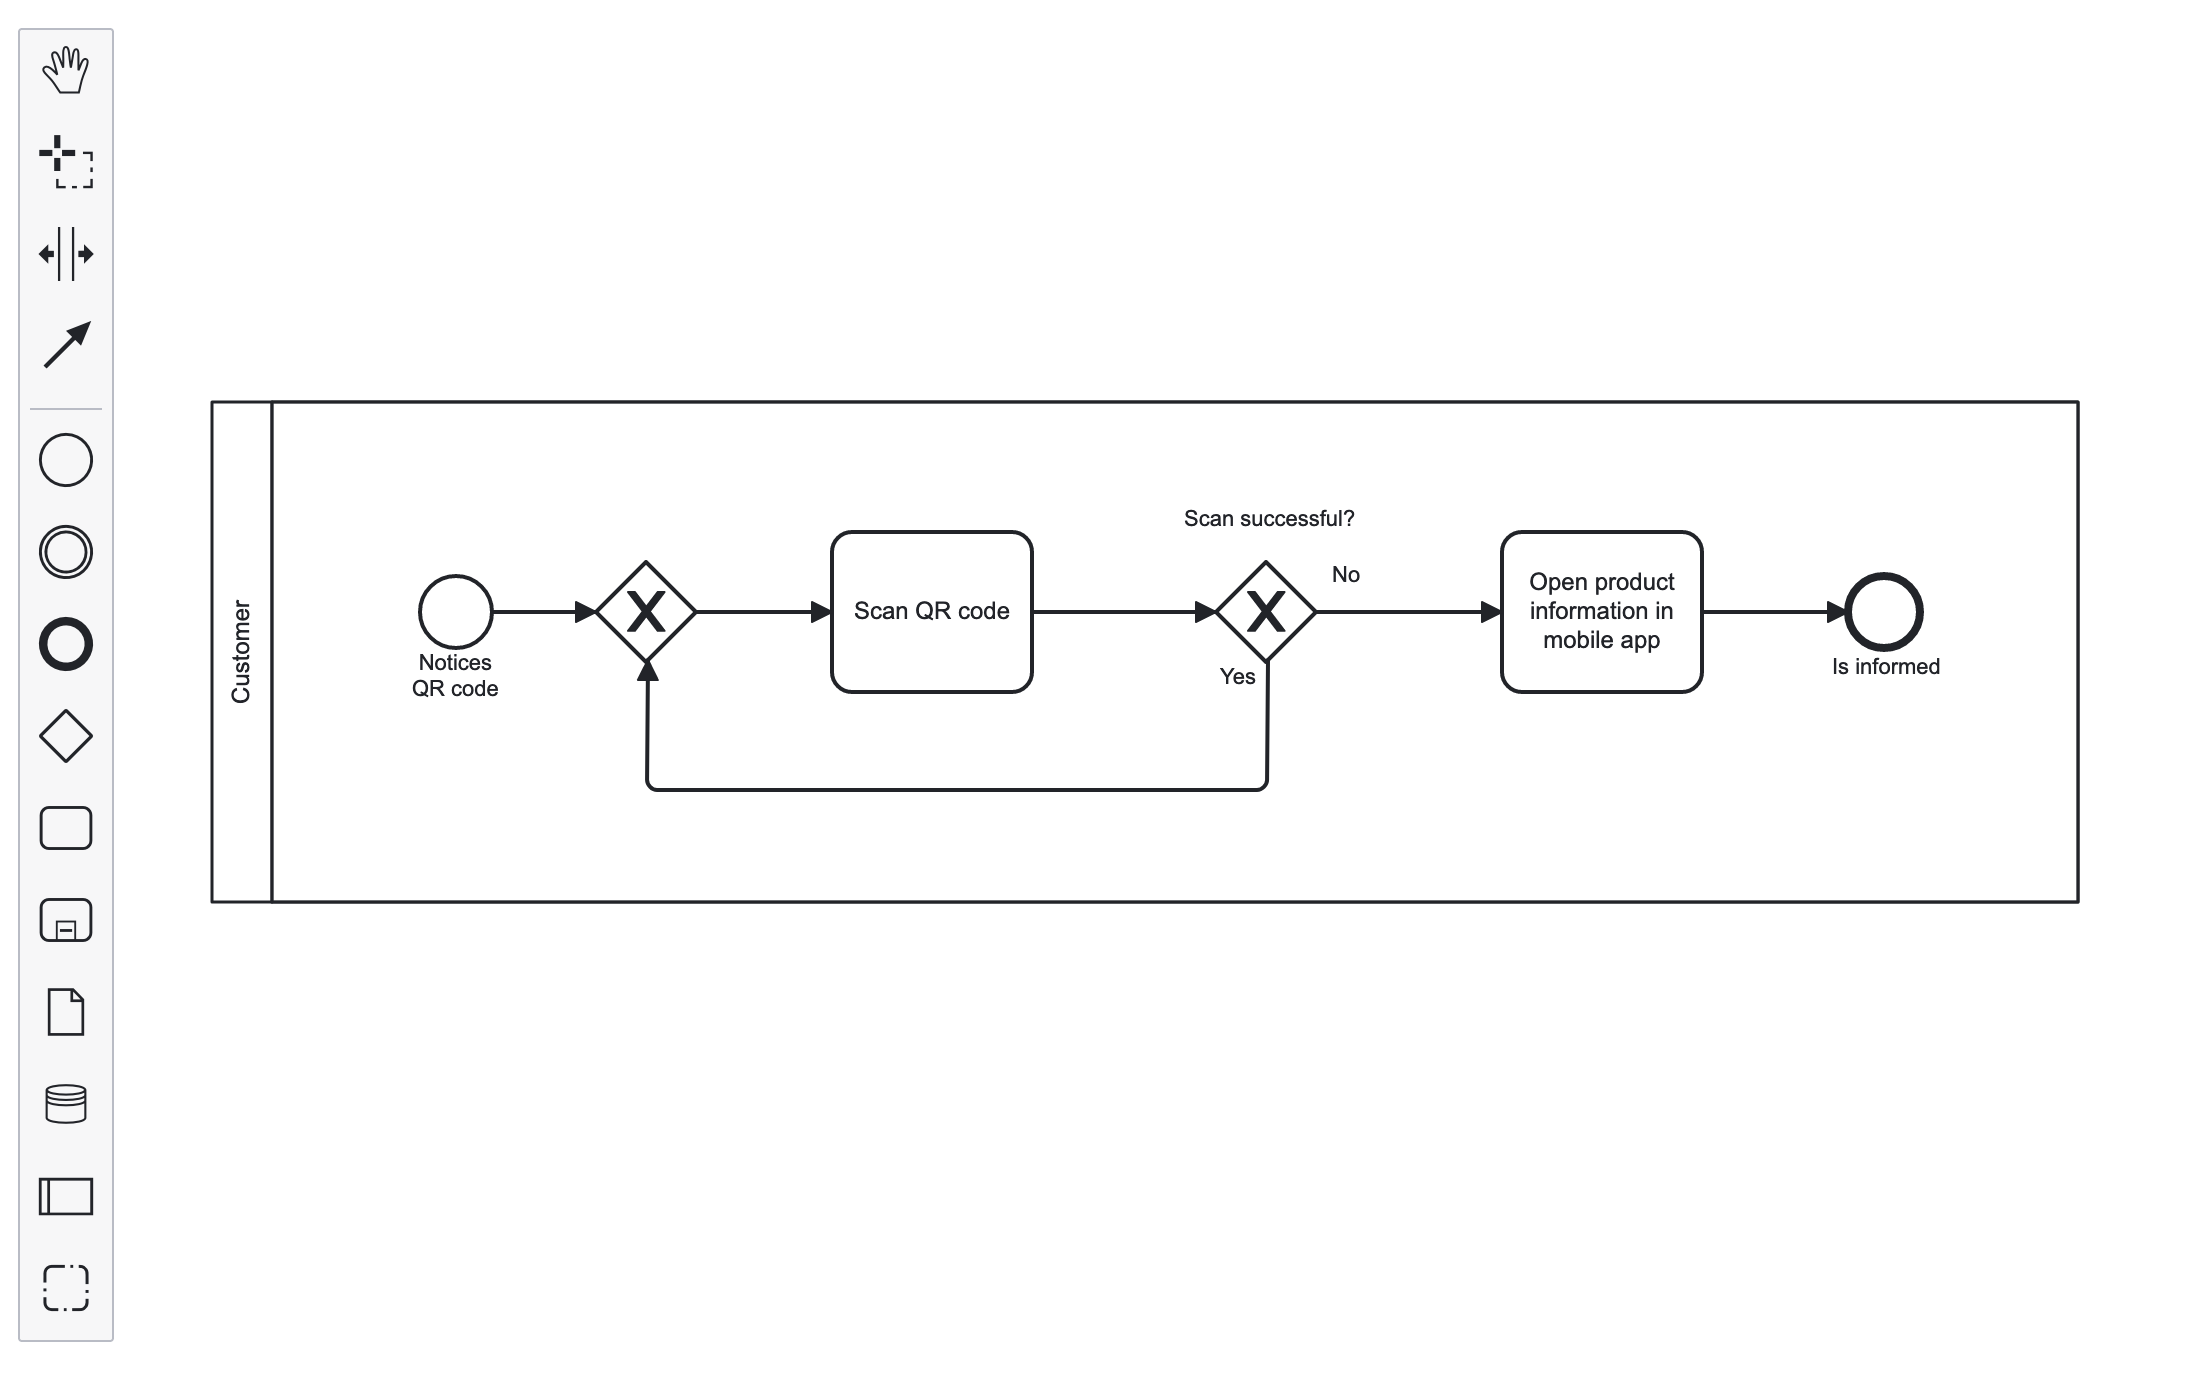 Customer
Notices
QR code
Scan QR code
Scan successful?
No
Yes
Open product
information in
mobile app
Is informed